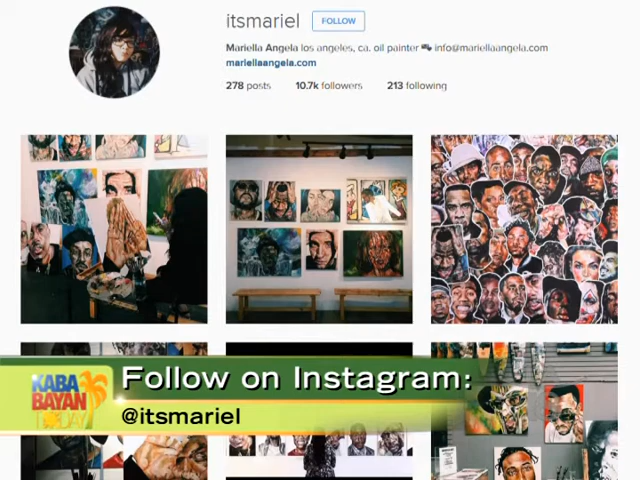 itsmariel FOLLOW
Mariella Angela los angeles, ca. oil painter info@mariellaangela.com
mariellaangela.com
278 posts 10.7k followers 213 following
KABA
BAYAN
TODAY
Follow on Instagram:
@itsmariel